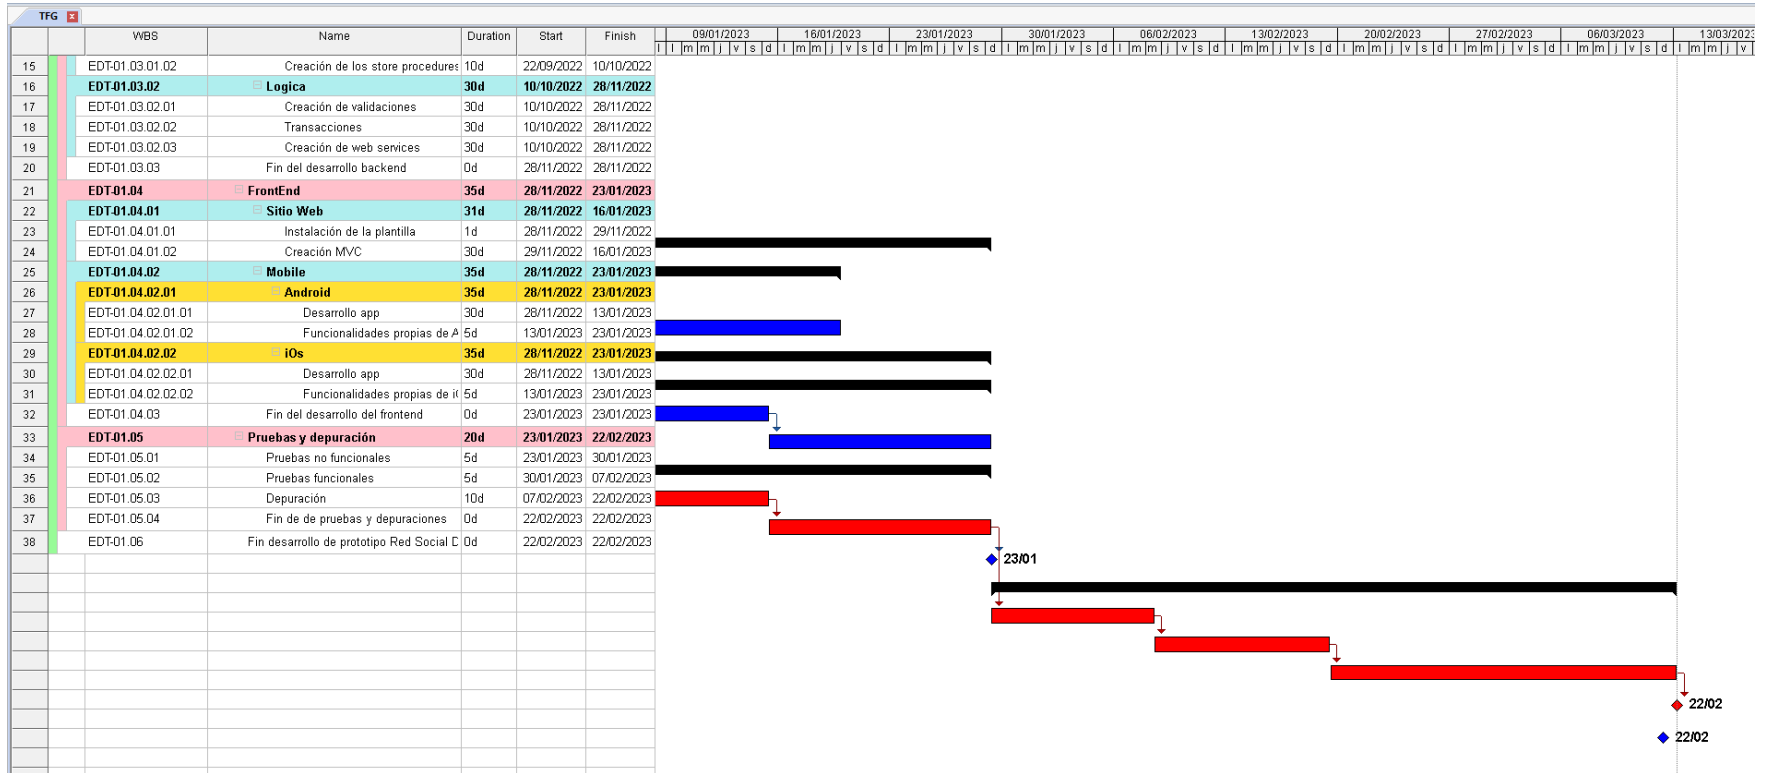 TFG
WBS Name Duration Start Finish
09/01/2023 16/01/2023 23/01/2023 30/01/2023 06/02/2023 13/02/2023 20/02/2023 27/02/2023 06/03/2023 13/03/2023
l l m m j v s d l m m j v s d l m m j v s d l m m j v s d l m m j v s d l m m j v s d l m m j v s d l m m j v s d l m m j v s d l m m j v
15 EDT-01.03.01.02 Creación de los store procedures 10d 22/09/2022 10/10/2022
16 EDT-01.03.02 Logica 30d 10/10/2022 28/11/2022
17 EDT-01.03.02.01 Creación de validaciones 30d 10/10/2022 28/11/2022
18 EDT-01.03.02.02 Transacciones 30d 10/10/2022 28/11/2022
19 EDT-01.03.02.03 Creación de web services 30d 10/10/2022 28/11/2022
20 EDT-01.03.03 Fin del desarrollo backend 0d 28/11/2022 28/11/2022
21 EDT-01.04 FrontEnd 35d 28/11/2022 23/01/2023
22 EDT-01.04.01 Sitio Web 31d 28/11/2022 16/01/2023
23 EDT-01.04.01.01 Instalación de la plantilla 1d 28/11/2022 29/11/2022
24 EDT-01.04.01.02 Creación MVC 30d 29/11/2022 16/01/2023
25 EDT-01.04.02 Mobile 35d 28/11/2022 23/01/2023
26 EDT-01.04.02.01 Android 35d 28/11/2022 23/01/2023
27 EDT-01.04.02.01.01 Desarrollo app 30d 28/11/2022 13/01/2023
28 EDT-01.04.02.01.02 Funcionalidades propias de A 5d 13/01/2023 23/01/2023
29 EDT-01.04.02.02 iOs 35d 28/11/2022 23/01/2023
30 EDT-01.04.02.02.01 Desarrollo app 30d 28/11/2022 13/01/2023
31 EDT-01.04.02.02.02 Funcionalidades propias de i 5d 13/01/2023 23/01/2023
32 EDT-01.04.03 Fin del desarrollo del frontend 0d 23/01/2023 23/01/2023
33 EDT-01.05 Pruebas y depuración 20d 23/01/2023 22/02/2023
34 EDT-01.05.01 Pruebas no funcionales 5d 23/01/2023 30/01/2023
35 EDT-01.05.02 Pruebas funcionales 5d 30/01/2023 07/02/2023
36 EDT-01.05.03 Depuración 10d 07/02/2023 22/02/2023
37 EDT-01.05.04 Fin de de pruebas y depuraciones 0d 22/02/2023 22/02/2023
38 EDT-01.06 Fin desarrollo de prototipo Red Social 0d 22/02/2023 22/02/2023
23/01
22/02
22/02